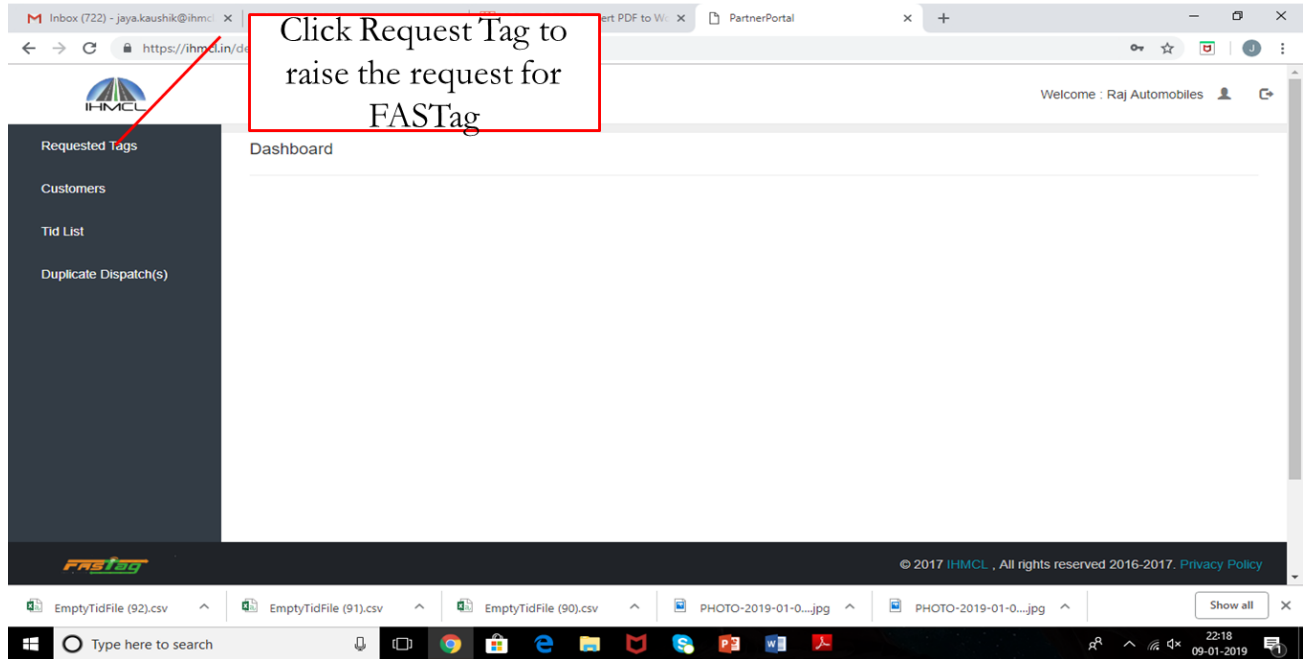 Inbox (722) - jaya.kaushik@ihmcl
ert PDF to Wo
PartnerPortal
https://ihmcl.in/de
Click Request Tag to
raise the request for
FASTag
IHMCL
Welcome : Raj Automobiles
Requested Tags
Dashboard
Customers
Tid List
Duplicate Dispatch(s)
FASTag
© 2017 IHMCL , All rights reserved 2016-2017. Privacy Policy
EmptyTidFile (92).csv
EmptyTidFile (91).csv
EmptyTidFile (90).csv
PHOTO-2019-01-0....jpg
PHOTO-2019-01-0....jpg
Show all
Type here to search
22:18
09-01-2019